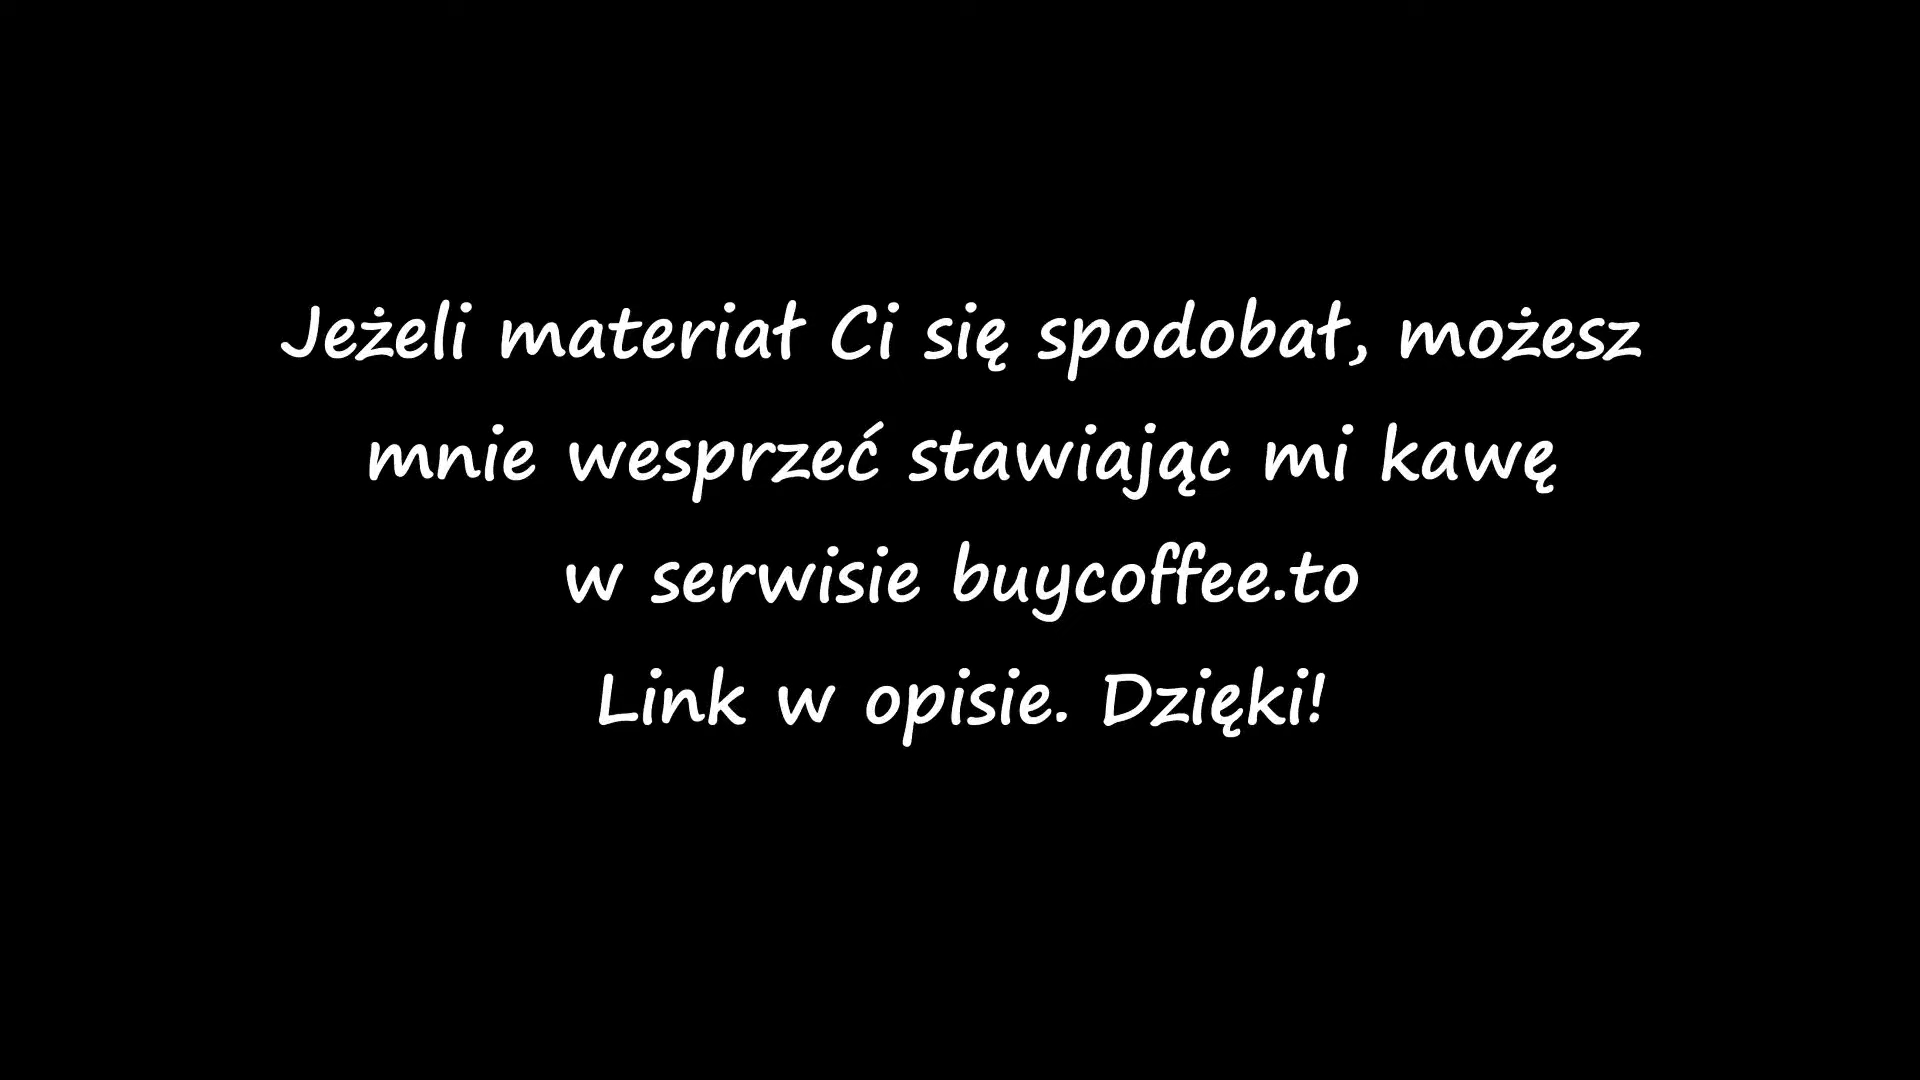 Jeżeli materiał Ci się spodobał, możesz
mnie wesprzeć stawiając mi kawę
w serwisie buycoffee.to
Link w opisie. Dzięki!